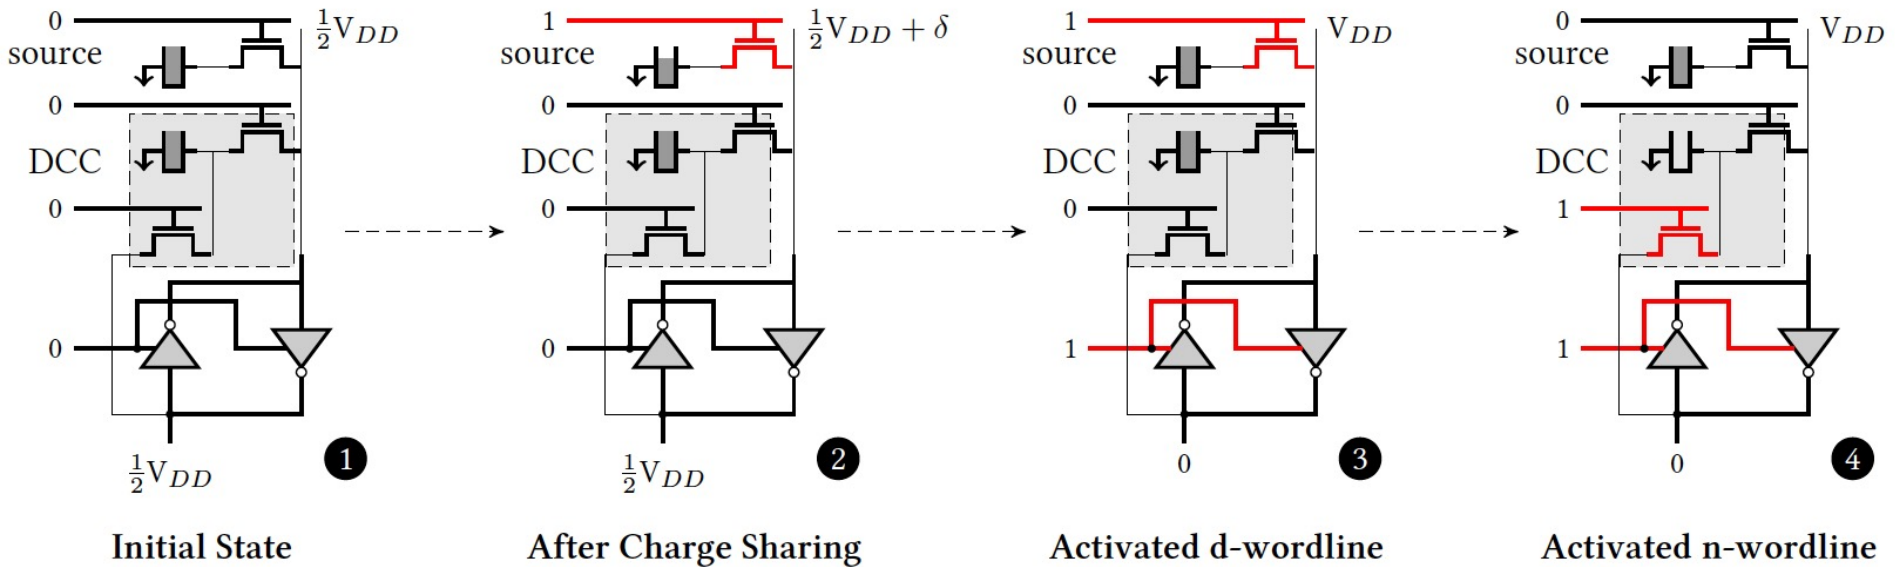 0
½V_DD
source
0
DCC
0
0
½V_DD
1
Initial State
1
½V_DD + δ
source
0
DCC
0
0
½V_DD
2
After Charge Sharing
1
V_DD
source
0
DCC
0
1
0
3
Activated d-wordline
0
V_DD
source
0
DCC
1
1
0
4
Activated n-wordline